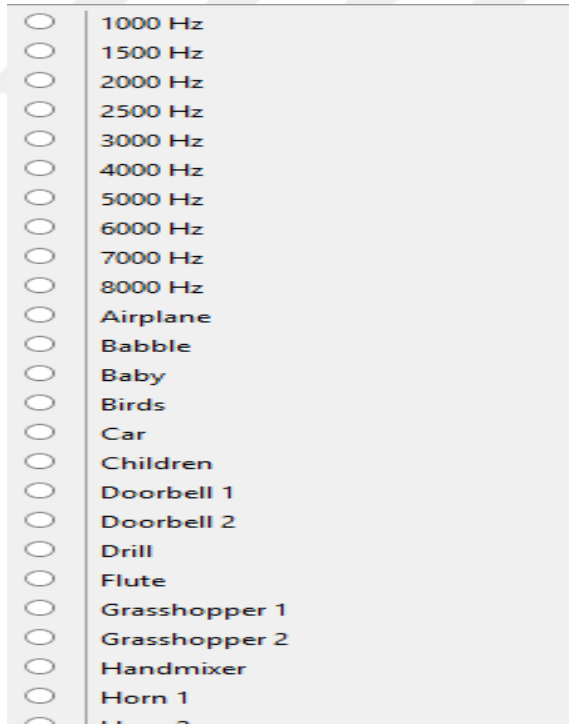 1000 Hz
1500 Hz
2000 Hz
2500 Hz
3000 Hz
4000 Hz
5000 Hz
6000 Hz
7000 Hz
8000 Hz
Airplane
Babble
Baby
Birds
Car
Children
Doorbell 1
Doorbell 2
Drill
Flute
Grasshopper 1
Grasshopper 2
Handmixer
Horn 1